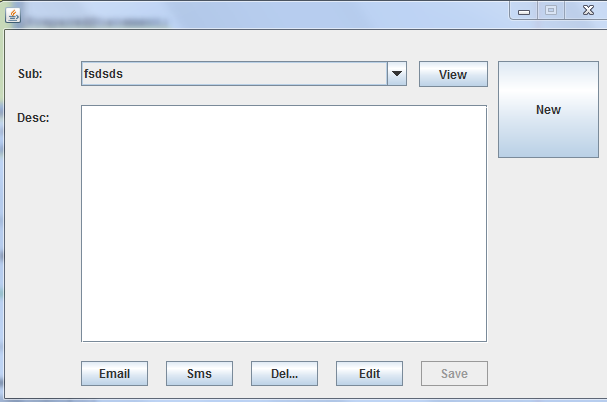 Sub:
fsdsds
View
New
Desc:
Email
Sms
Del...
Edit
Save